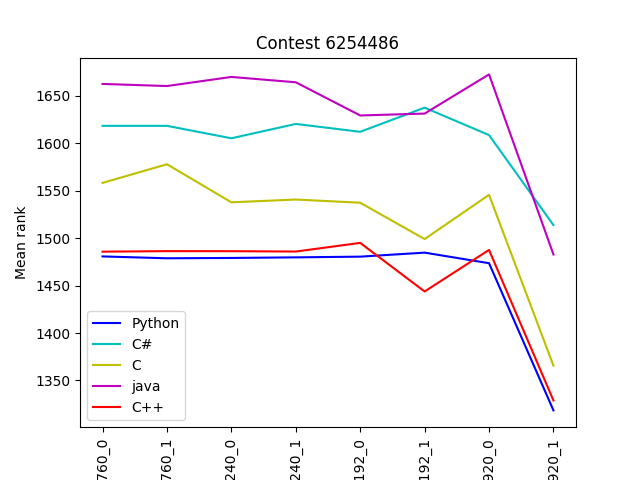 Contest 6254486
Mean rank
1650
1600
1550
1500
1450
1400
1350
Python
C#
C
java
C++
760_0
760_1
240_0
240_1
192_0
192_1
920_0
920_1